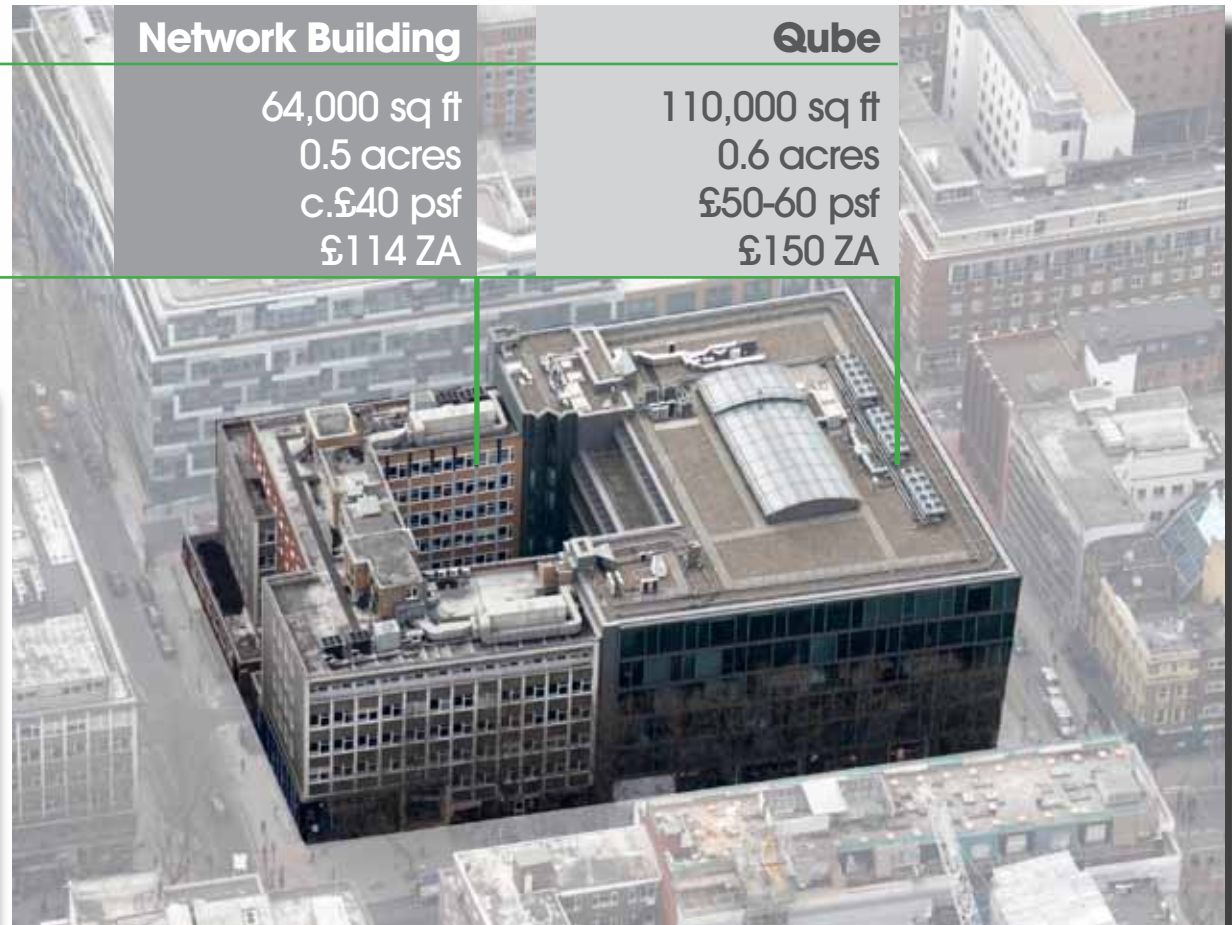 Network Building
64,000 sq ft
0.5 acres
c.£40 psf
£114 ZA
Qube
110,000 sq ft
0.6 acres
£50-60 psf
£150 ZA